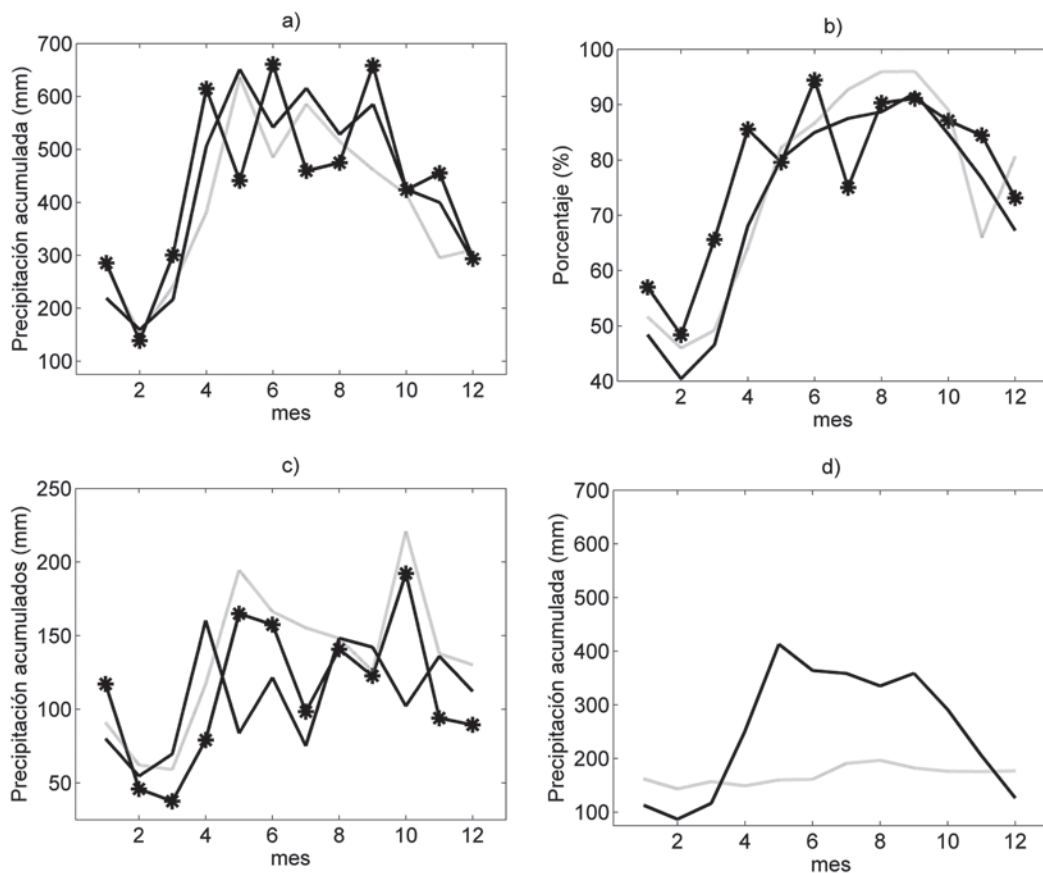 a)
Precipitación acumulada (mm)
700
600
500
400
300
200
100
2 4 6 8 10 12
mes
b)
Porcentaje (%)
100
90
80
70
60
50
40
2 4 6 8 10 12
mes
c)
Precipitación acumulados (mm)
250
200
150
100
50
2 4 6 8 10 12
mes
d)
Precipitación acumulada (mm)
700
600
500
400
300
200
100
2 4 6 8 10 12
mes